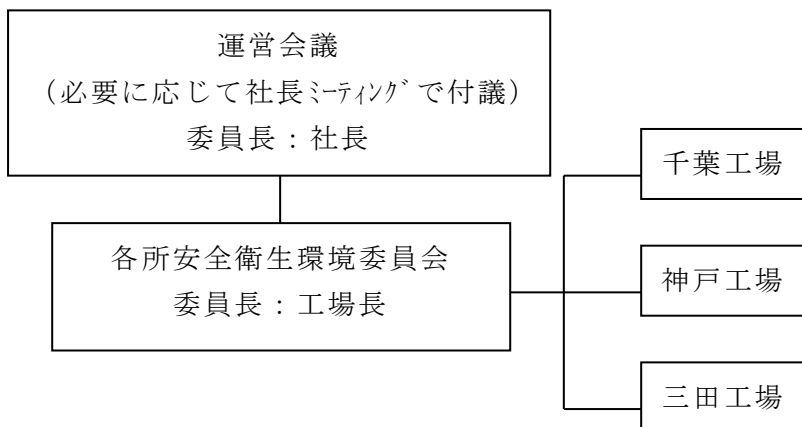 運営会議
（必要に応じて社長ﾐｰﾃｨﾝｸﾞで付議）
委員長：社長
各所安全衛生環境委員会
委員長：工場長
千葉工場
神戸工場
三田工場